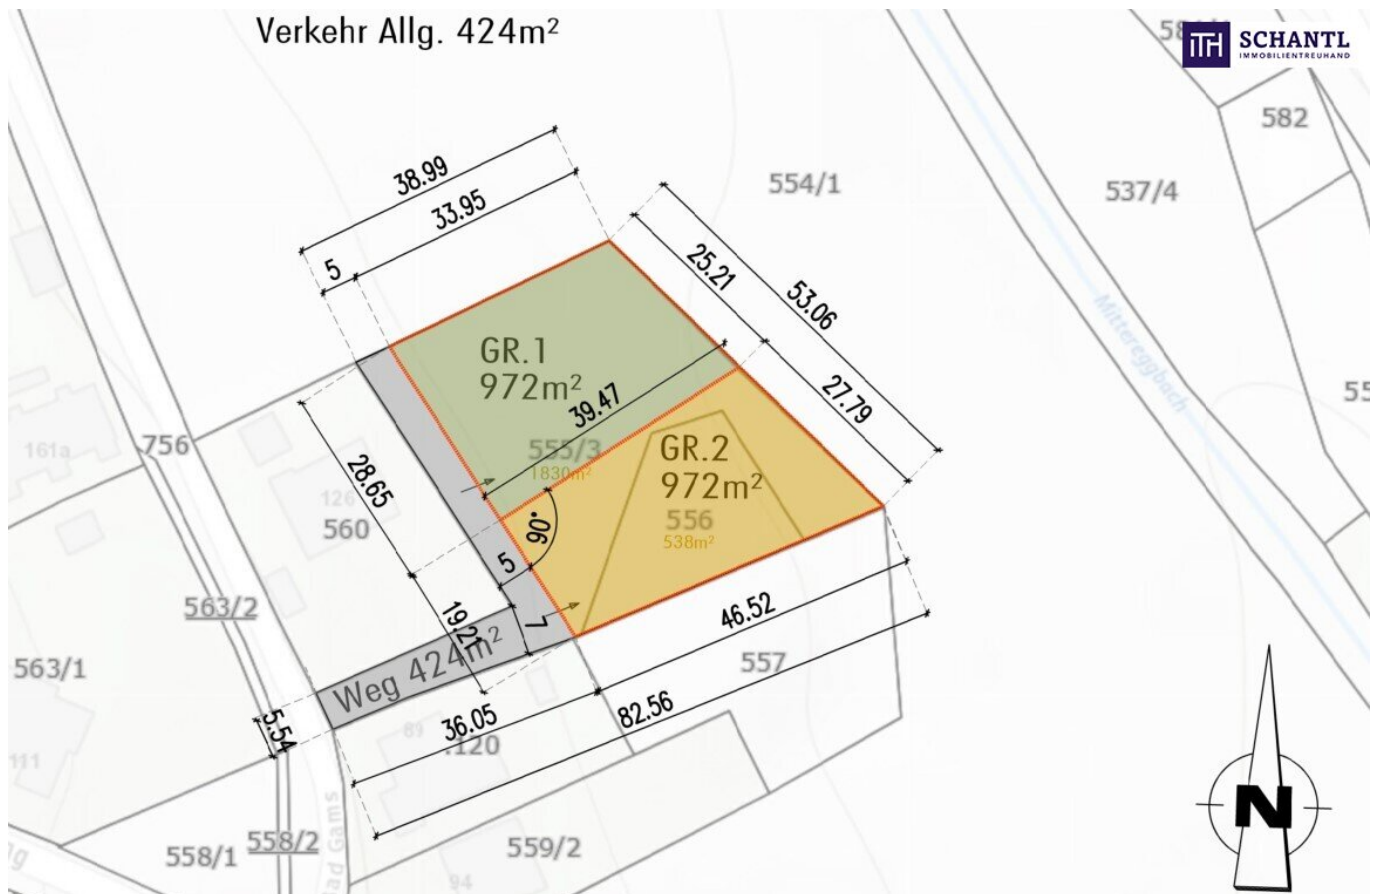 Verkehr Allg. 424m²
ITH SCHANTL
IMMOBILIENTREUHAND
582
554/1
537/4
38.99
33.95
5
25.21
53.06
27.79
Mittereggbach
GR.1
972m²
39.47
555/3
1830m²
GR.2
972m²
556
538m²
90°
161a
756
28.65
126
560
5
563/2
19.21
7
46.52
563/1
Weg 424m²
557
82.56
36.05
5.54
89
.120
111
N
558/1
558/2
559/2
94